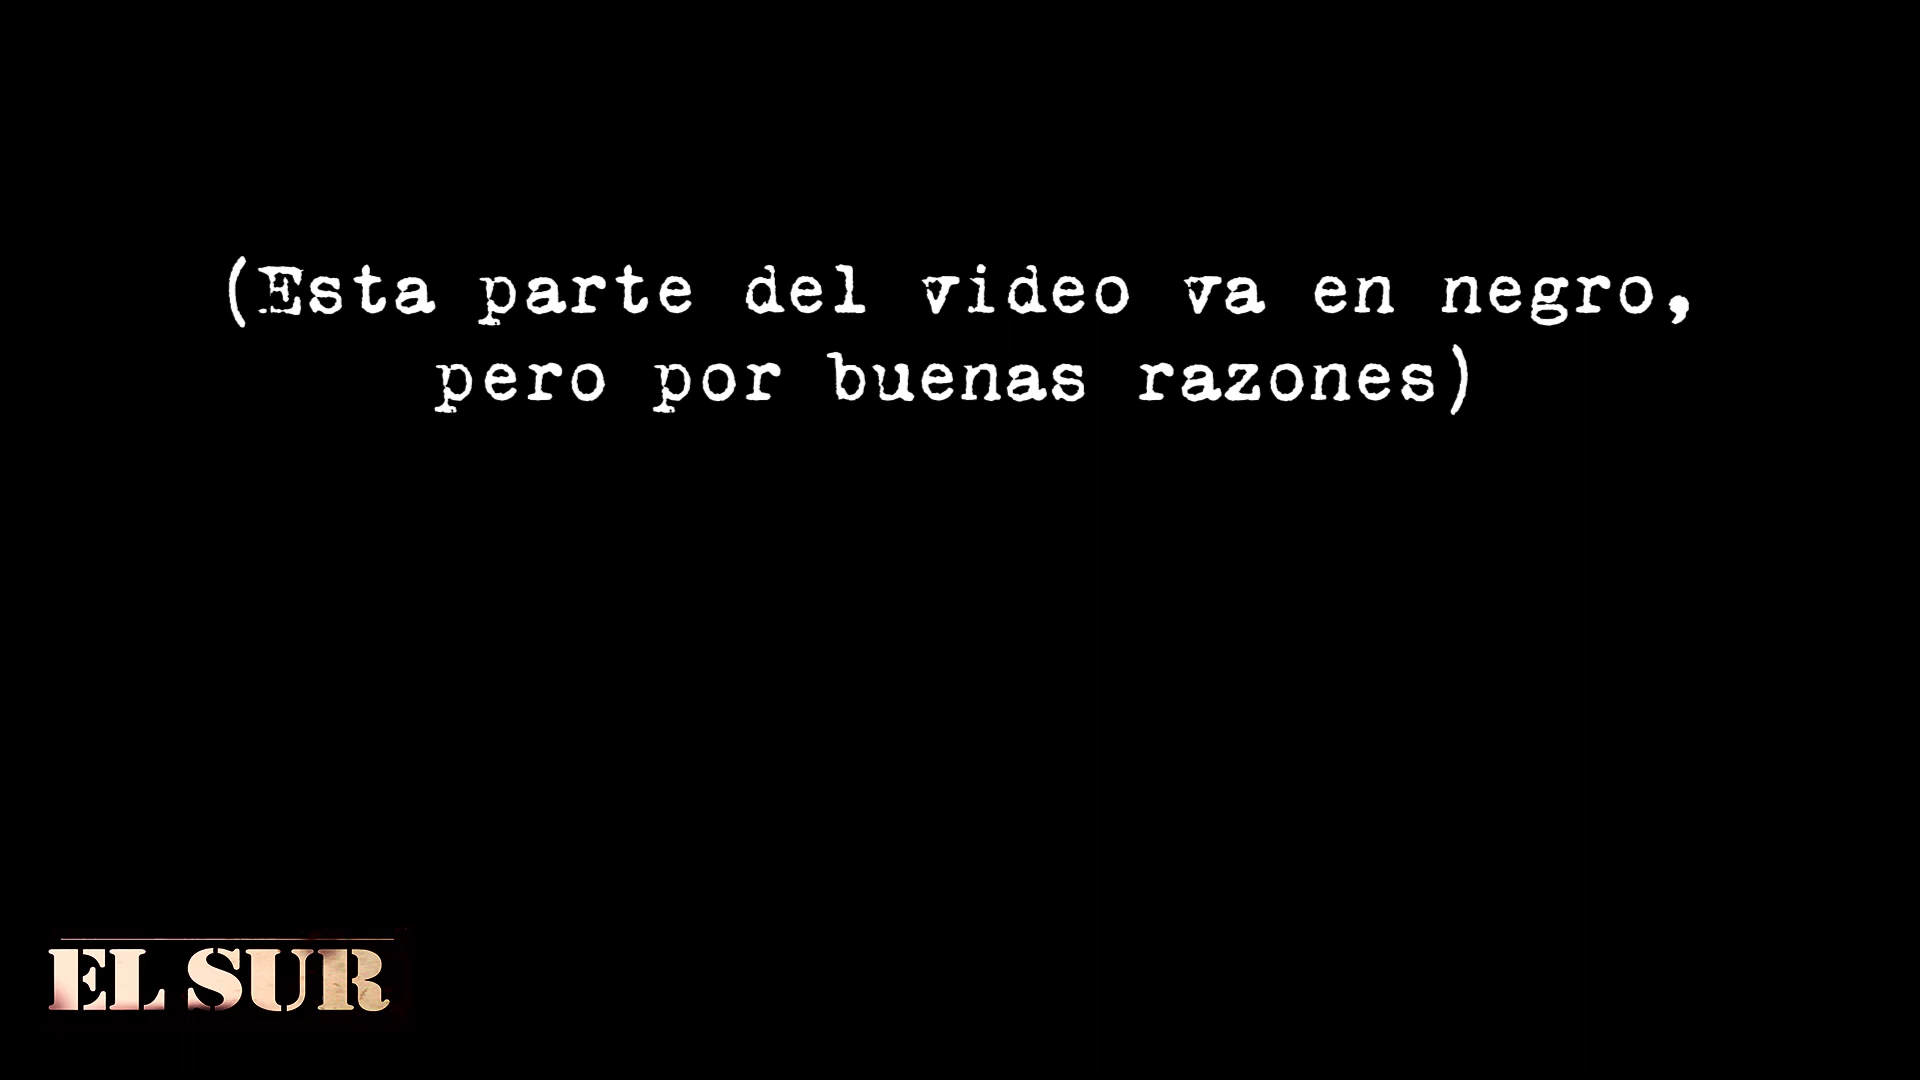 (Esta parte del video va en negro,
pero por buenas razones)
EL SUR